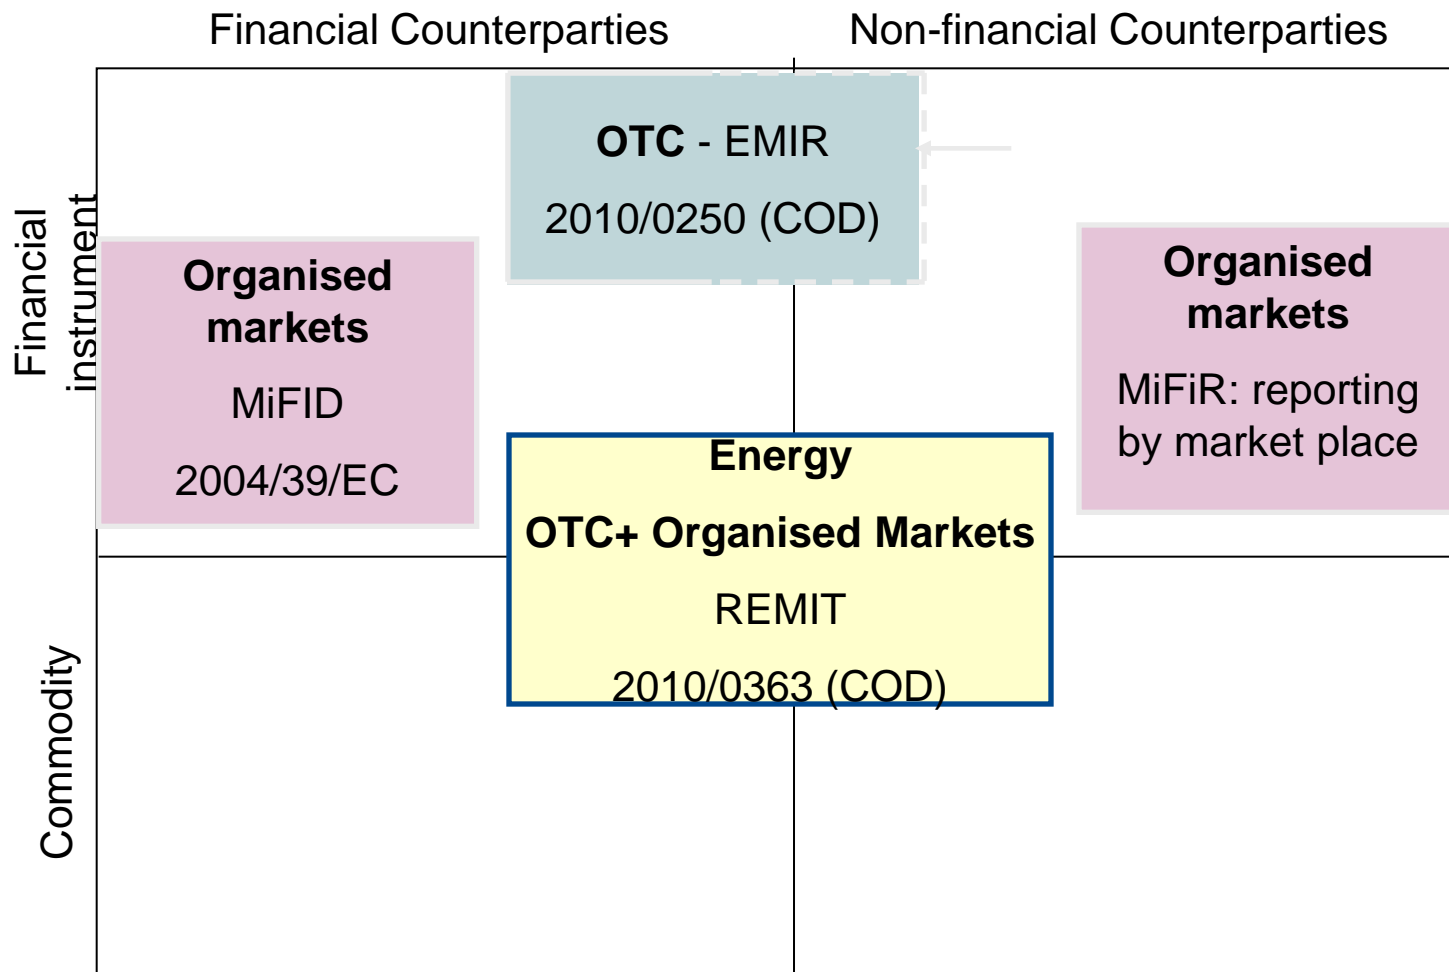 Financial Counterparties
Non-financial Counterparties
Financial
instrument
Commodity
OTC - EMIR
2010/0250 (COD)
Organised
markets
MiFID
2004/39/EC
Organised
markets
MiFiR: reporting
by market place
Energy
OTC+ Organised Markets
REMIT
2010/0363 (COD)